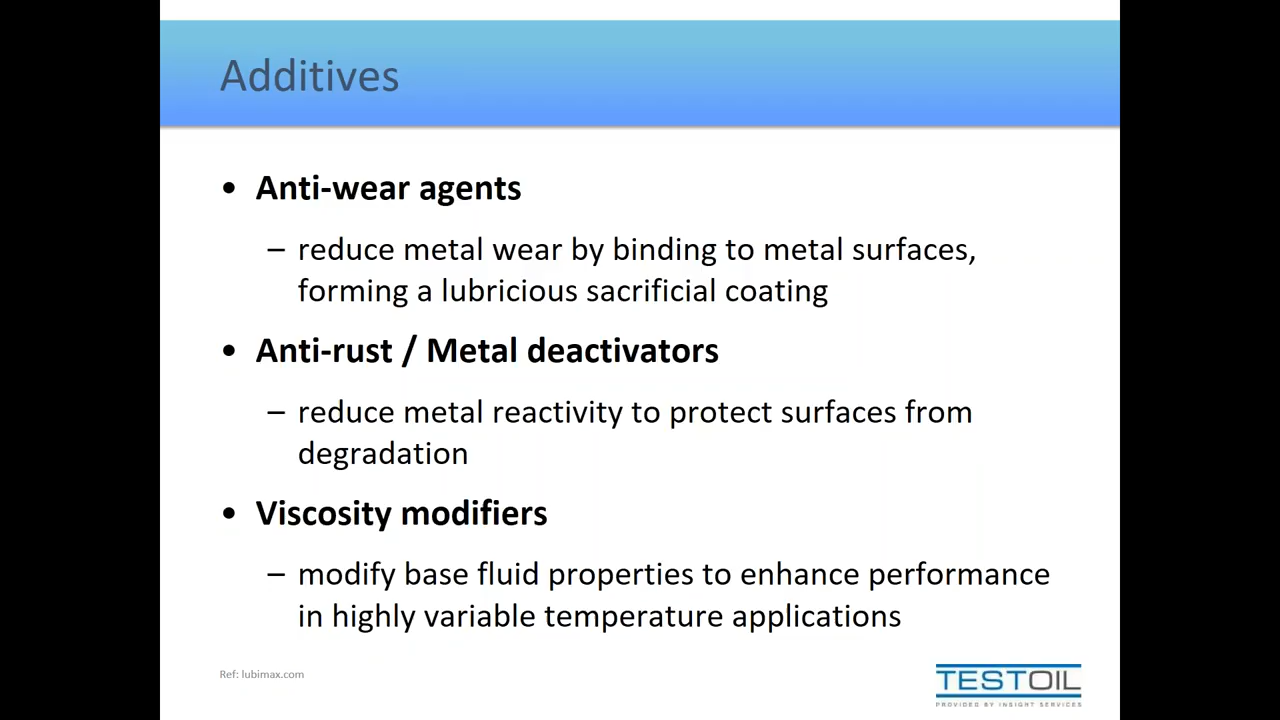 Additives
• Anti-wear agents
– reduce metal wear by binding to metal surfaces,
forming a lubricious sacrificial coating
• Anti-rust / Metal deactivators
– reduce metal reactivity to protect surfaces from
degradation
• Viscosity modifiers
– modify base fluid properties to enhance performance
in highly variable temperature applications
Ref: lubimax.com
TESTOIL
PROVIDED BY INSIGHT SERVICES